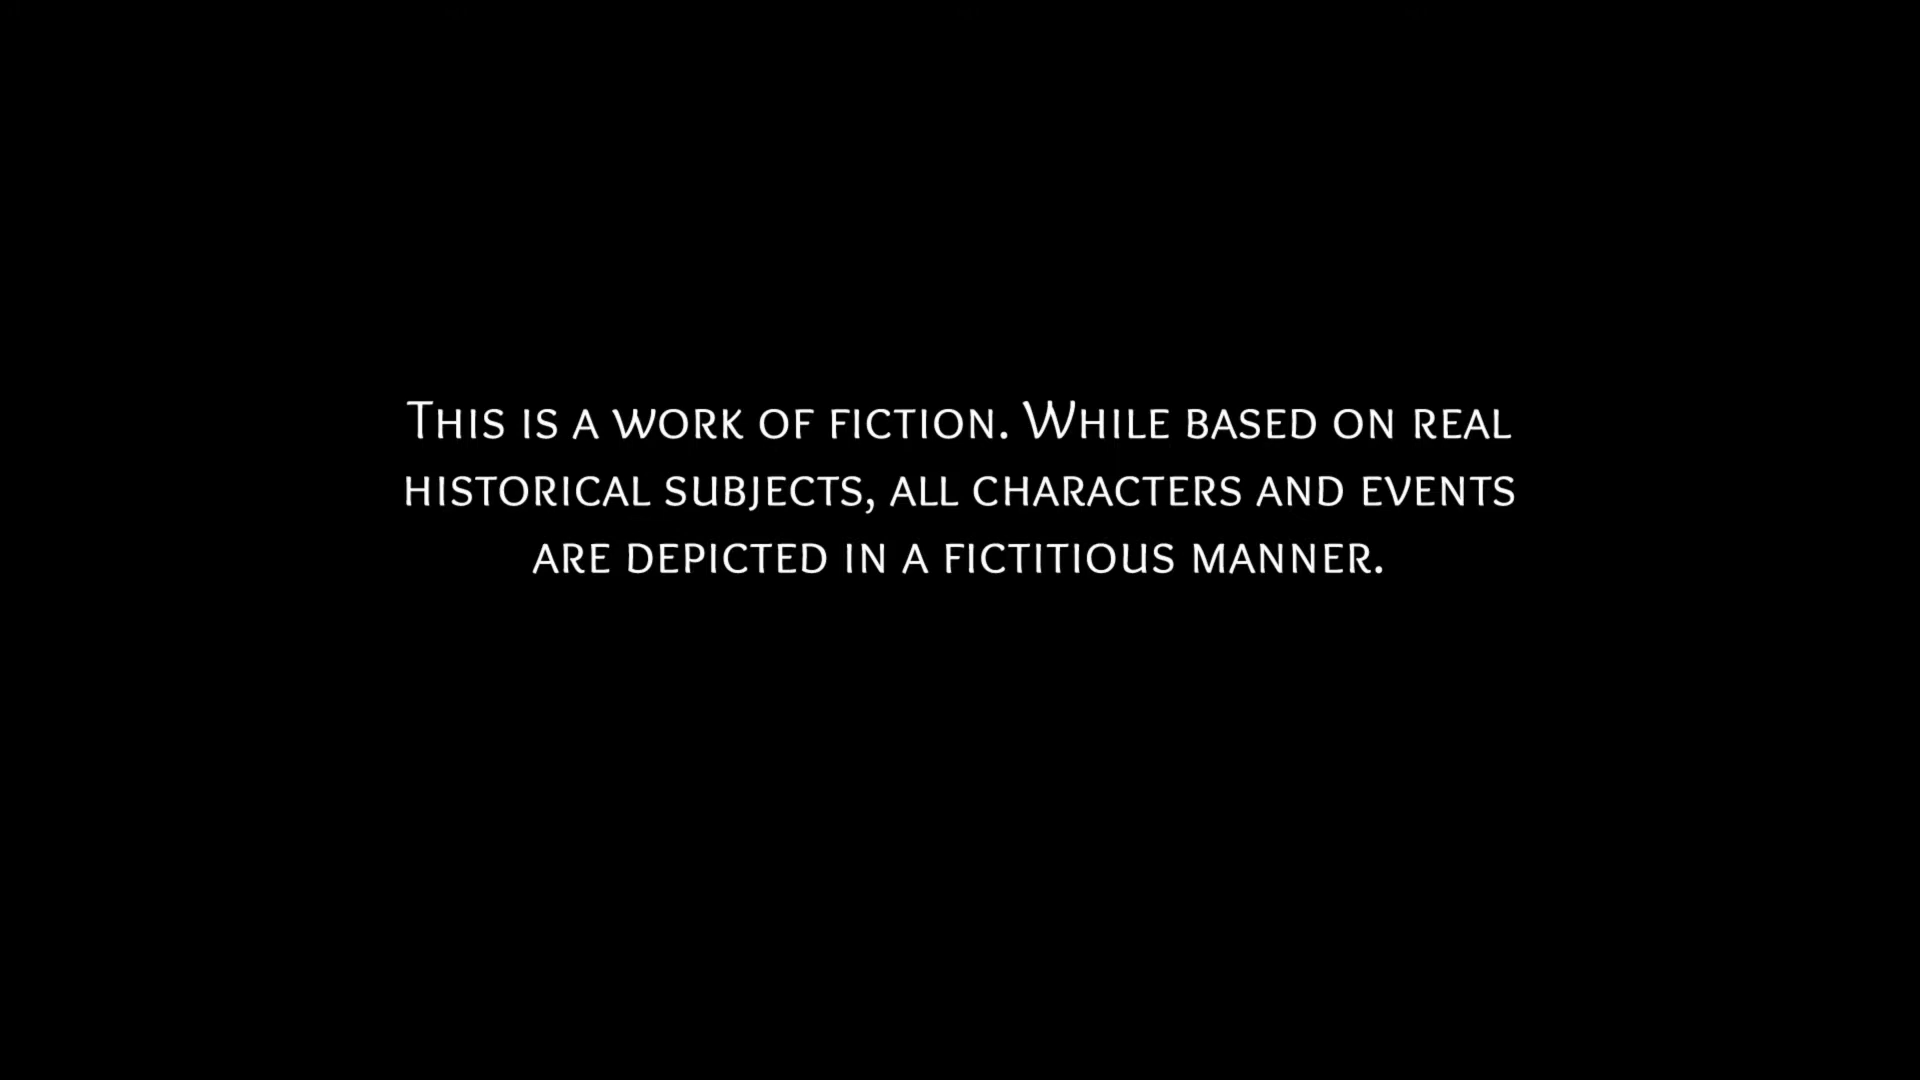 This is a work of fiction. While based on real
historical subjects, all characters and events
are depicted in a fictitious manner.